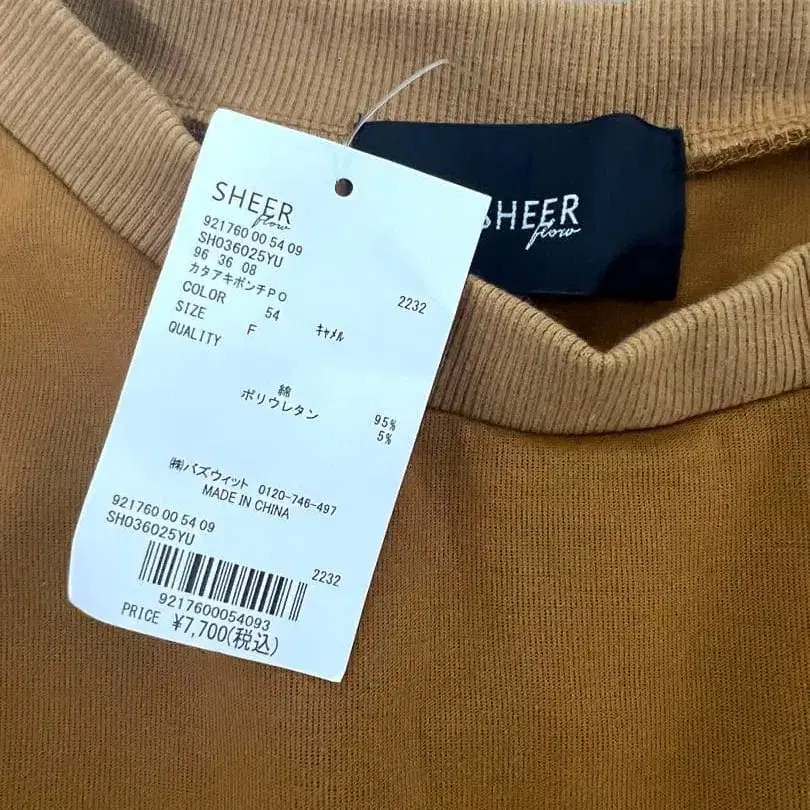 SHEER
flow
921760 00 54 09
SH036025YU
96 36 08
カタアキポンチPO
2232
COLOR 54 ｷｬﾒﾙ
SIZE F
QUALITY
綿 95%
ポリウレタン 5%
㈱バズウィット 0120-746-497
MADE IN CHINA
921760 00 54 09
SH036025YU
2232
9217600054093
PRICE ¥7,700(税込)
SHEER
flow